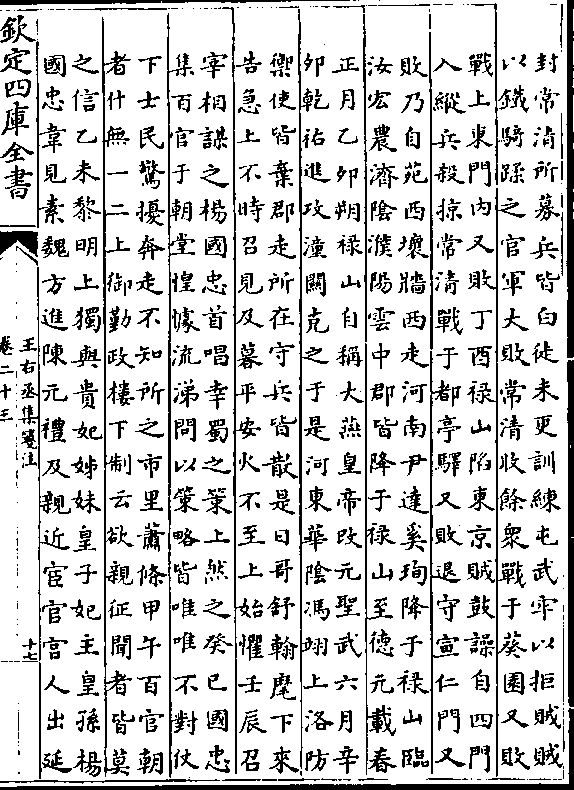 封常清所募兵皆白徒未更訓練屯武牢以拒賊賊
以鐵騎蹂之官軍大敗常清收餘衆戰于葵園又敗
戰上東門内又敗丁酉祿山陷東京賊鼓譟自四門
入縱兵殺掠常清戰于都亭驛又敗退守宣仁門又
敗乃自苑西壞牆西走河南尹達奚珣降于祿山臨
汝宏農濟陰濮陽雲中郡皆降于祿山至德元載春
正月乙卯朔祿山自稱大燕皇帝改元聖武六月辛
卯乾祐進攻潼關克之于是河東華陰馮翊上洛防
禦使皆棄郡走所在守兵皆散是日哥舒翰麾下來
告急上不時召見及暮平安火不至上始懼壬辰召
宰相謀之楊國忠首唱幸蜀之策上然之癸巳國忠
集百官于朝堂惶懅流涕問以策略皆唯唯不對仗
下士民驚擾奔走不知所之市里蕭條甲午百官朝
者什無一二上御勤政樓下制云欲親征聞者皆莫
之信乙未黎明上獨與貴妃姊妹皇子妃主皇孫楊
國忠韋見素魏方進陳元禮及親近宦官宫人出延
欽定四庫全書
王右丞集箋注
卷二十三
十七